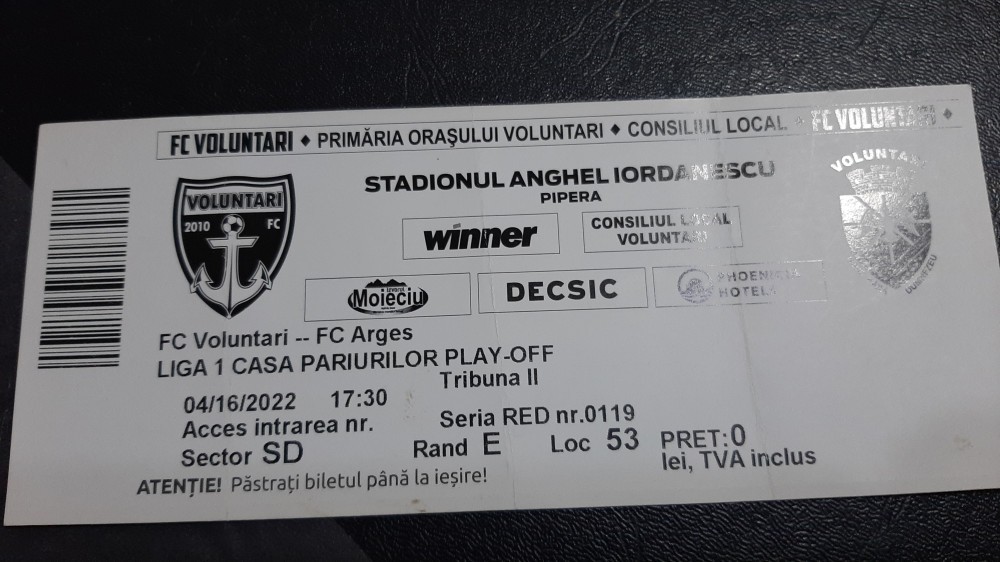 FC VOLUNTARI ♦ PRIMĂRIA ORAŞULUI VOLUNTARI ♦ CONSILIUL LOCAL ♦ FC VOLUNTARI ♦
STADIONUL ANGHEL IORDANESCU
PIPERA
VOLUNTARI
2010 FC
VOLUNTARI
winner
CONSILIUL LOCAL
VOLUNTARI
Izvorul
Moieciu
DECSIC
PHOENICIA
HOTELS
FC Voluntari -- FC Arges
LIGA 1 CASA PARIURILOR PLAY-OFF
Tribuna II
04/16/2022 17:30
Seria RED nr.0119
Acces intrarea nr.
Sector SD Rand E Loc 53 PRET:0
lei, TVA inclus
ATENȚIE! Păstrați biletul până la ieșire!